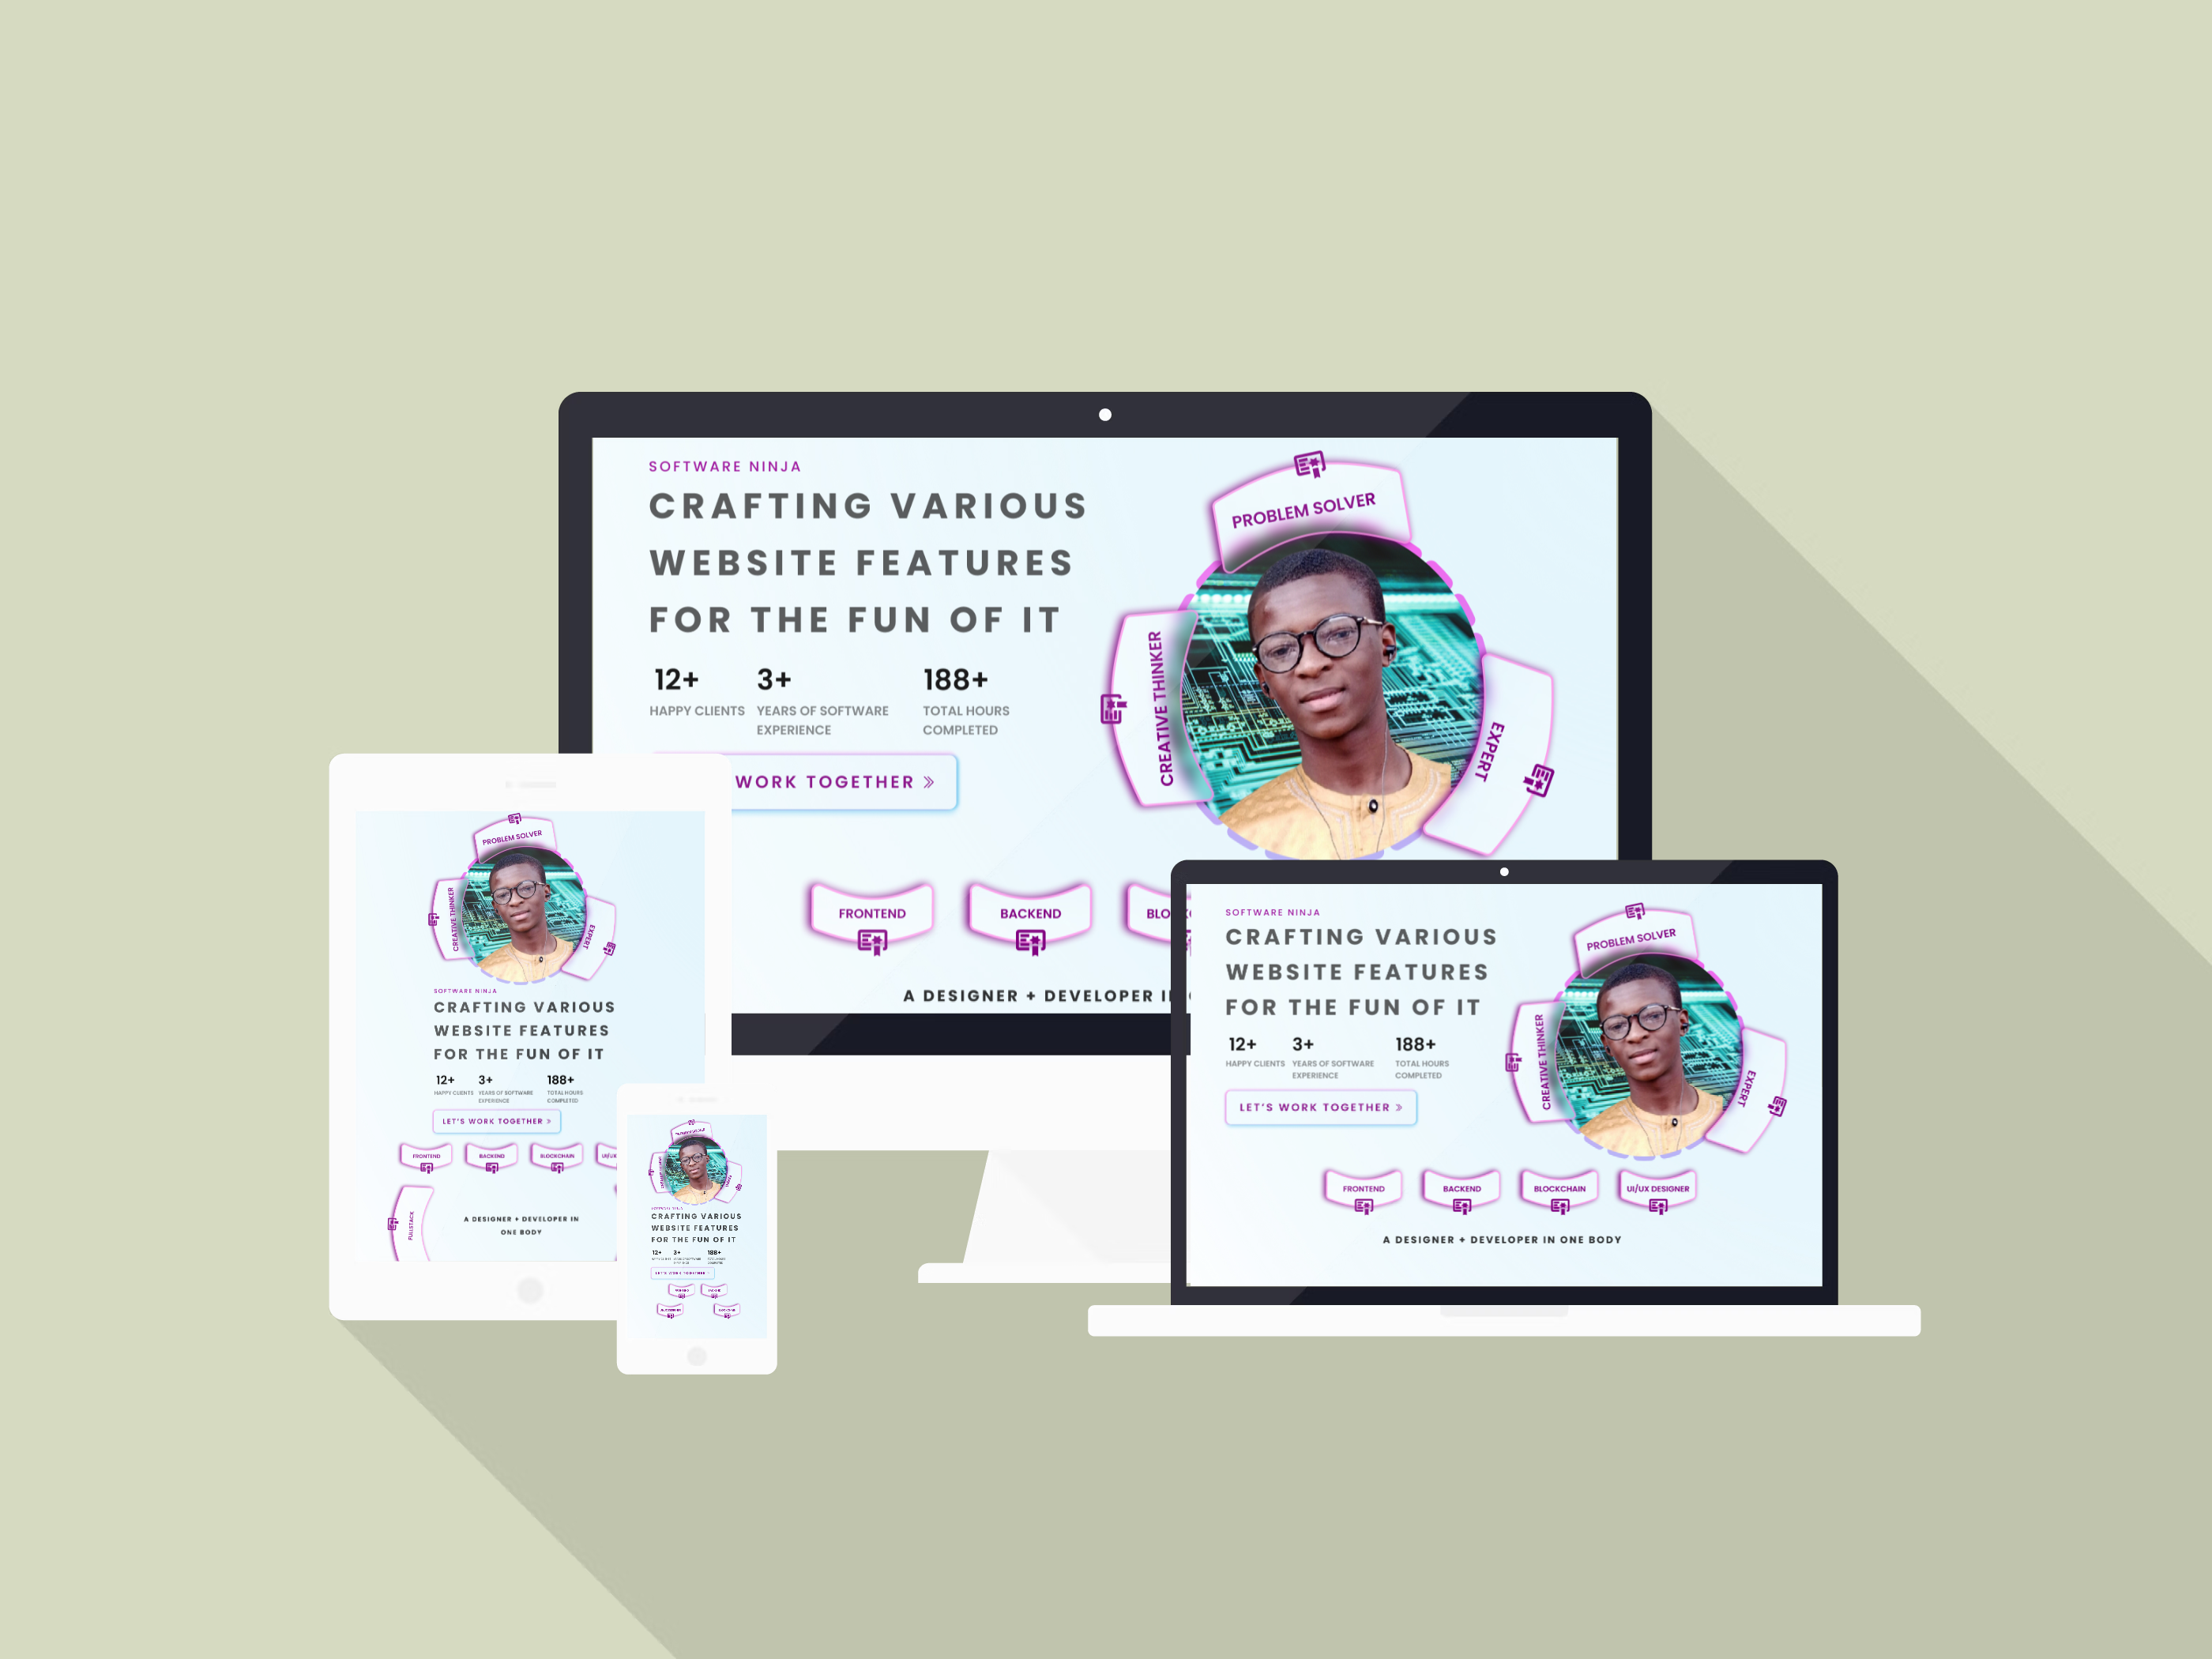 SOFTWARE NINJA
CRAFTING VARIOUS
WEBSITE FEATURES
FOR THE FUN OF IT
12+ 3+ 188+
HAPPY CLIENTS YEARS OF SOFTWARE TOTAL HOURS
EXPERIENCE COMPLETED
WORK TOGETHER »
PROBLEM SOLVER
CREATIVE THINKER
EXPERT
FRONTEND BACKEND
A DESIGNER + DEVELOPER
PROBLEM SOLVER
CREATIVE THINKER
EXPERT
SOFTWARE NINJA
CRAFTING VARIOUS
WEBSITE FEATURES
FOR THE FUN OF IT
12+ 3+ 188+
HAPPY CLIENTS YEARS OF SOFTWARE TOTAL HOURS
EXPERIENCE COMPLETED
LET'S WORK TOGETHER »
FRONTEND BACKEND BLOCKCHAIN UI/UX
FULLSTACK
A DESIGNER + DEVELOPER IN
ONE BODY
CRAFTING VARIOUS
WEBSITE FEATURES
FOR THE FUN OF IT
12+ 3+ 188+
LET'S WORK TOGETHER
SOFTWARE NINJA
CRAFTING VARIOUS
WEBSITE FEATURES
FOR THE FUN OF IT
12+ 3+ 188+
HAPPY CLIENTS YEARS OF SOFTWARE TOTAL HOURS
EXPERIENCE COMPLETED
LET'S WORK TOGETHER »
PROBLEM SOLVER
CREATIVE THINKER
EXPERT
FRONTEND BACKEND BLOCKCHAIN UI/UX DESIGNER
A DESIGNER + DEVELOPER IN ONE BODY